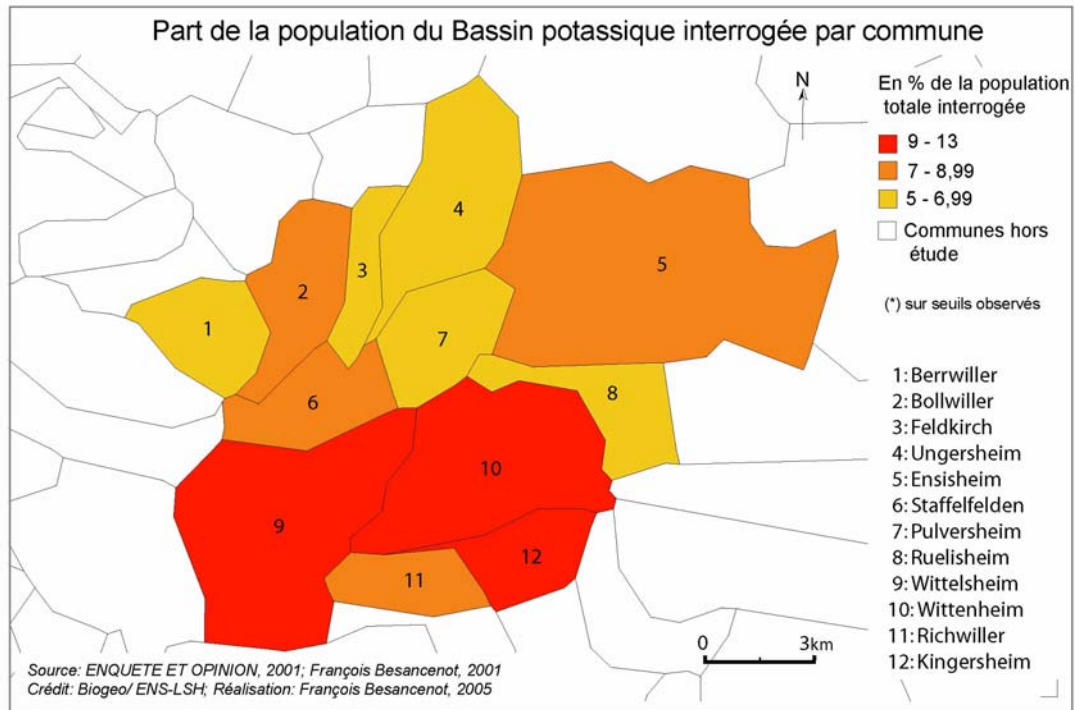 Part de la population du Bassin potassique interrogée par commune
N
En % de la population
totale interrogée
9 - 13
7 - 8,99
5 - 6,99
Communes hors
étude
(*) sur seuils observés
1
2
3
4
5
6
7
8
9
10
11
12
1: Berrwiller
2: Bollwiller
3: Feldkirch
4: Ungersheim
5: Ensisheim
6: Staffelfelden
7: Pulversheim
8: Ruelisheim
9: Wittelsheim
10: Wittenheim
11: Richwiller
12: Kingersheim
0 3km
Source: ENQUETE ET OPINION, 2001; François Besancenot, 2001
Crédit: Biogeo/ ENS-LSH; Réalisation: François Besancenot, 2005